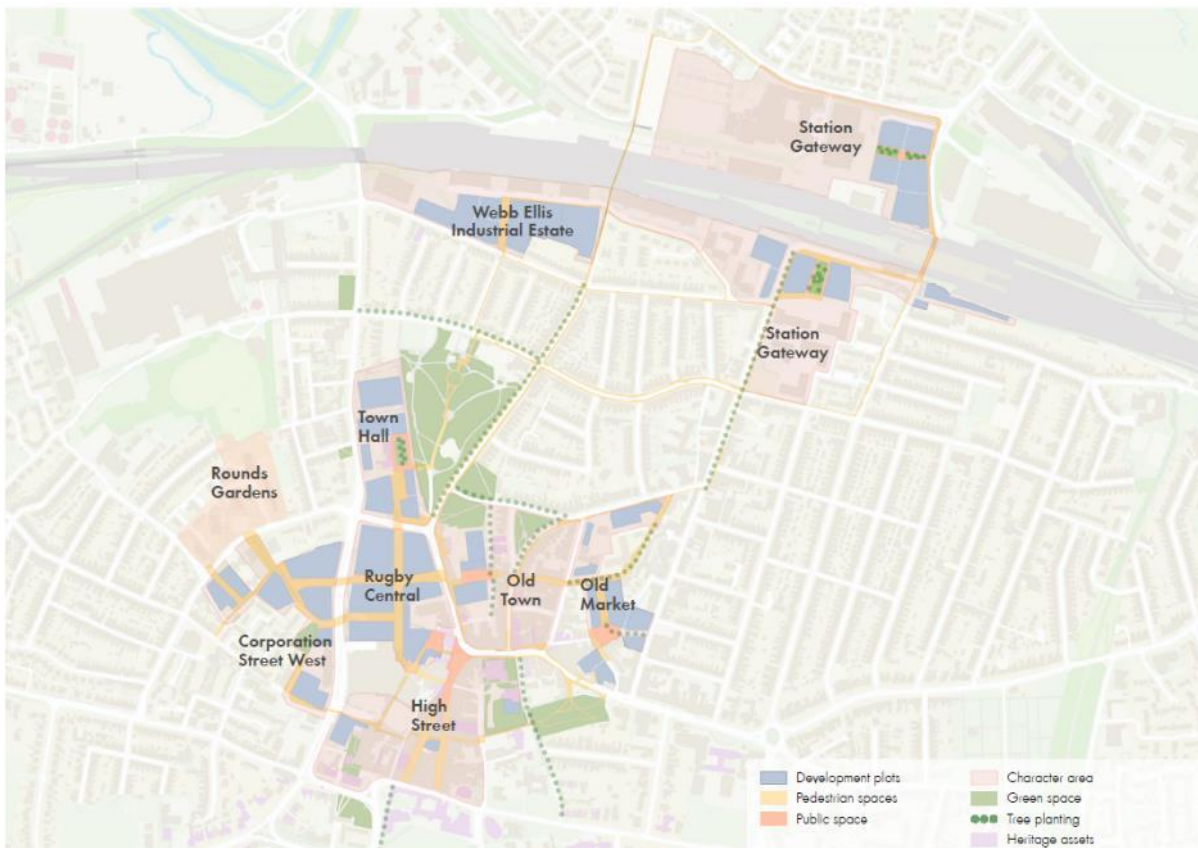 Station
Gateway
Webb Ellis
Industrial Estate
Station
Gateway
Town
Hall
Rounds
Gardens
Rugby
Central
Old
Town
Old
Market
Corporation
Street West
High
Street
Development plots
Pedestrian spaces
Public space
Character area
Green space
Tree planting
Heritage assets